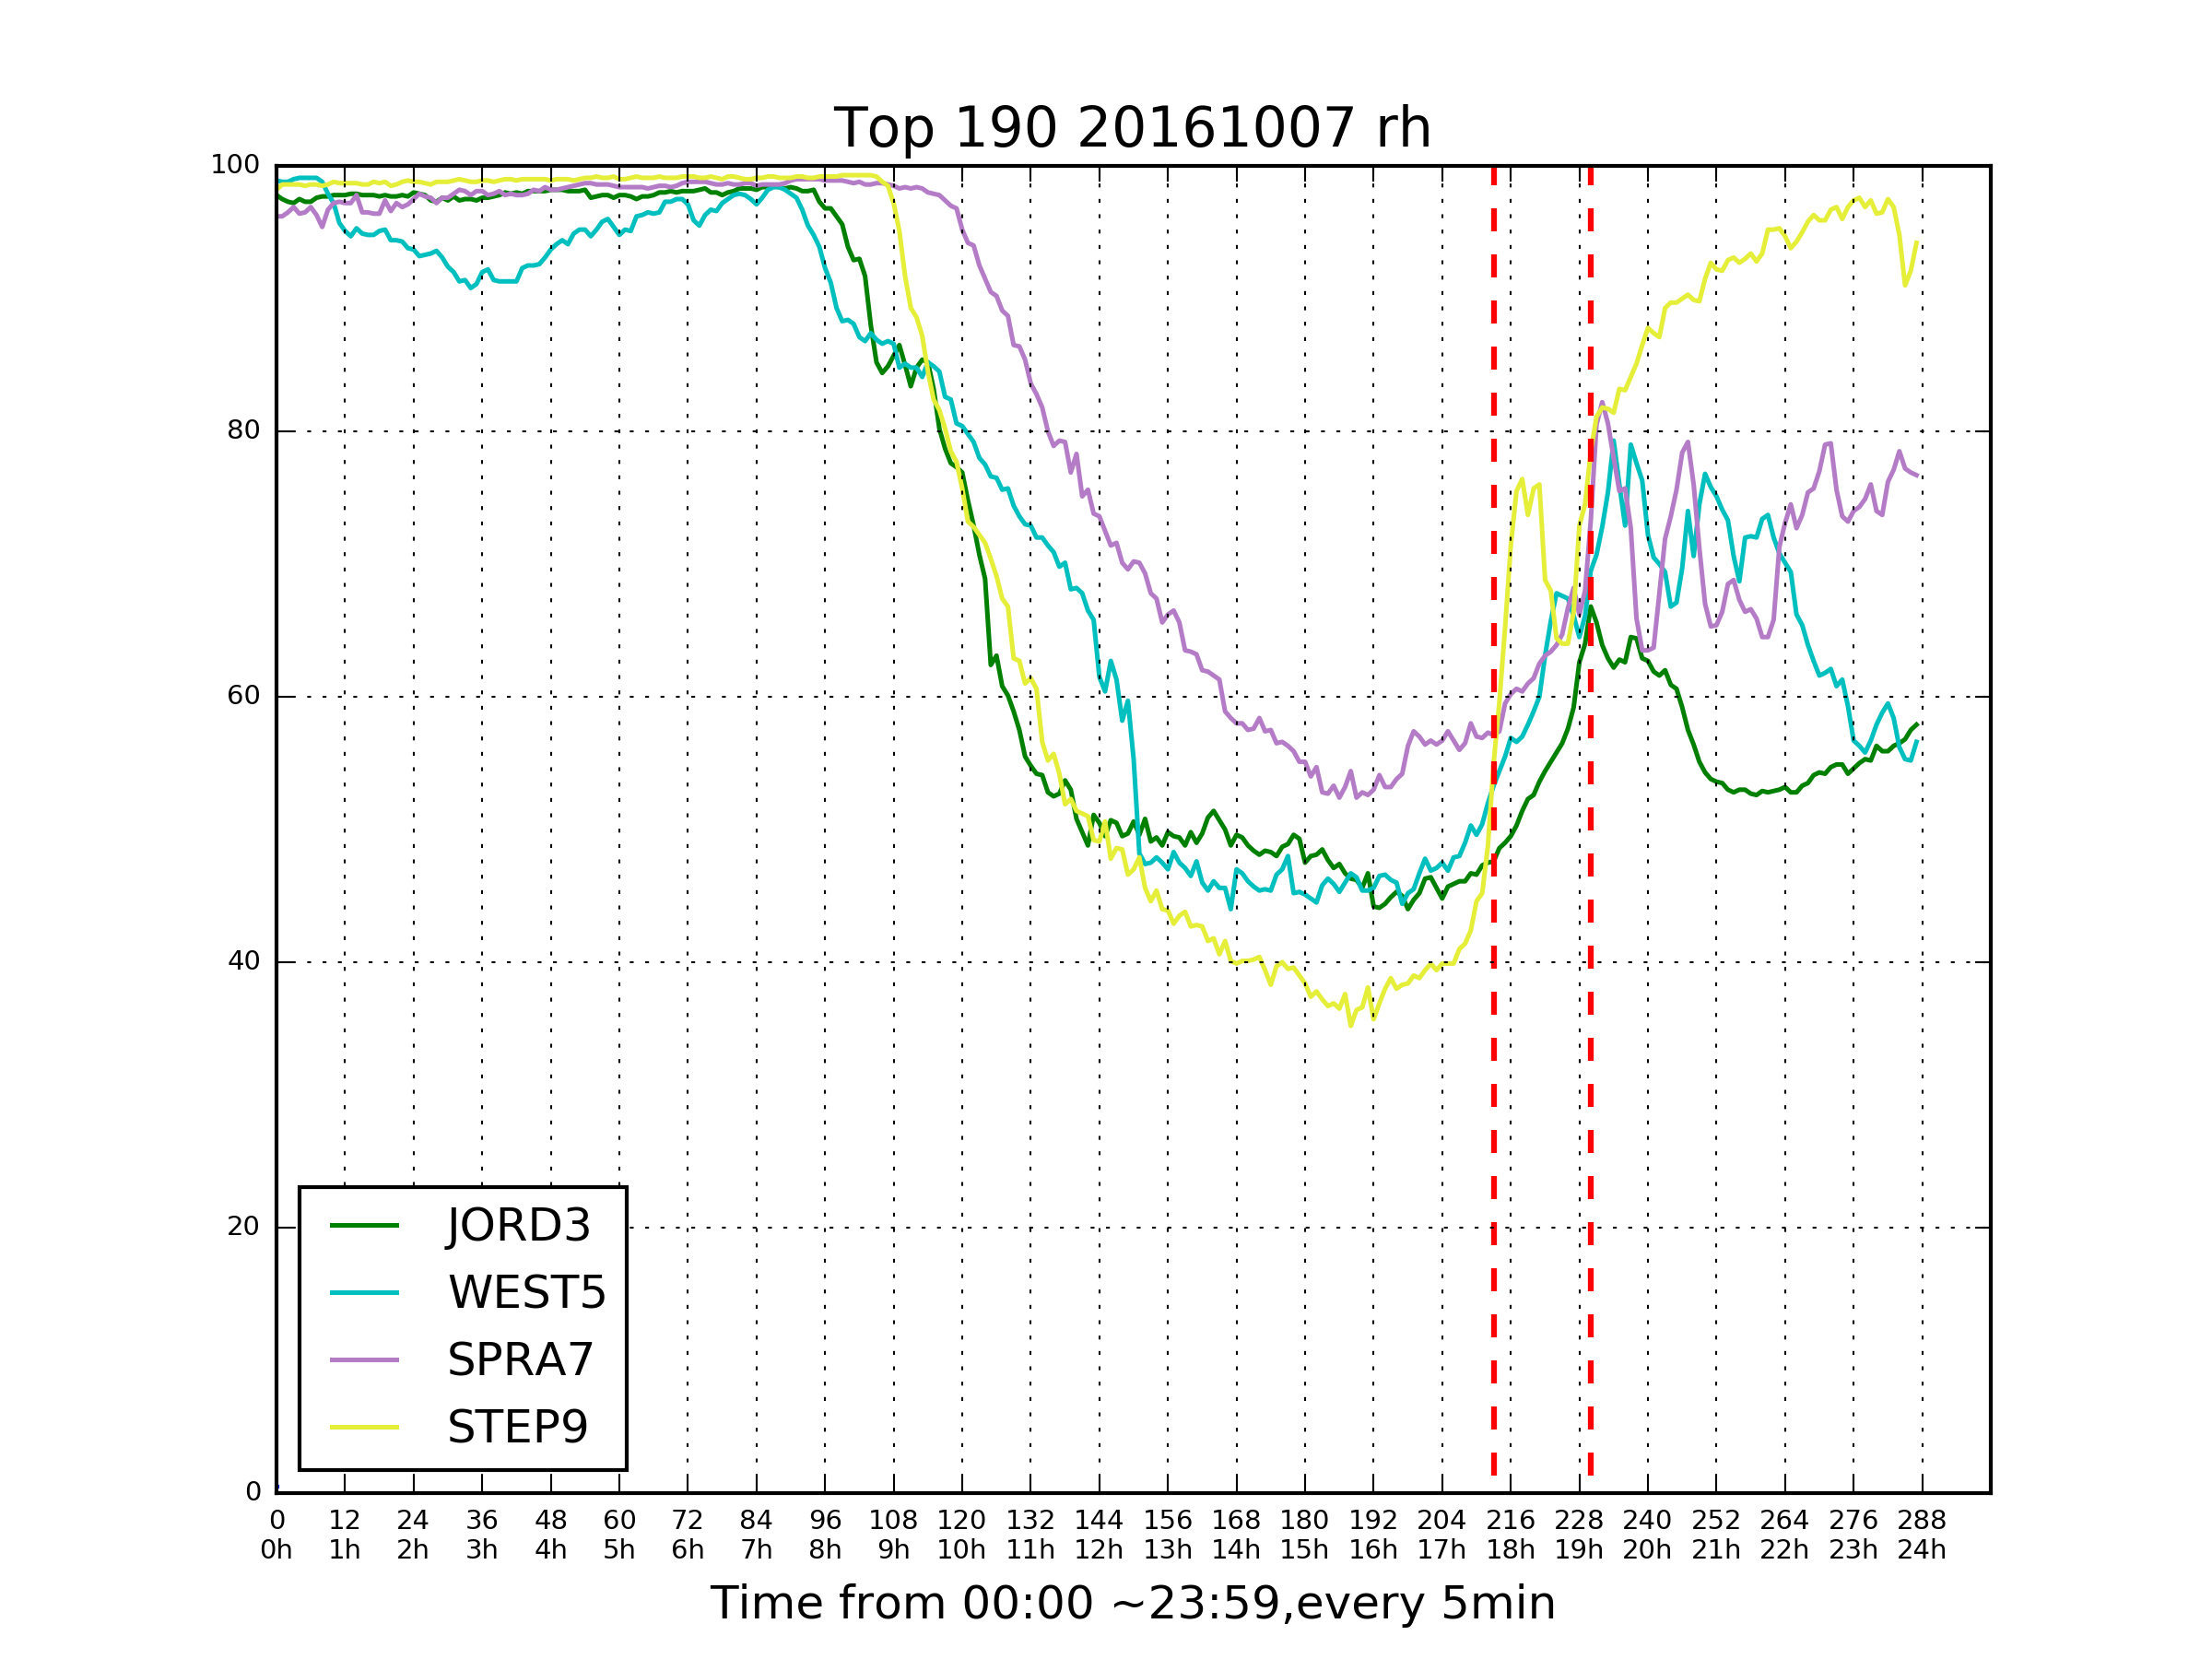 Top 190 20161007 rh
100
80
60
40
20
0
JORD3
WEST5
SPRA7
STEP9
0 12 24 36 48 60 72 84 96 108 120 132 144 156 168 180 192 204 216 228 240 252 264 276 288
0h 1h 2h 3h 4h 5h 6h 7h 8h 9h 10h 11h 12h 13h 14h 15h 16h 17h 18h 19h 20h 21h 22h 23h 24h
Time from 00:00 ~23:59,every 5min